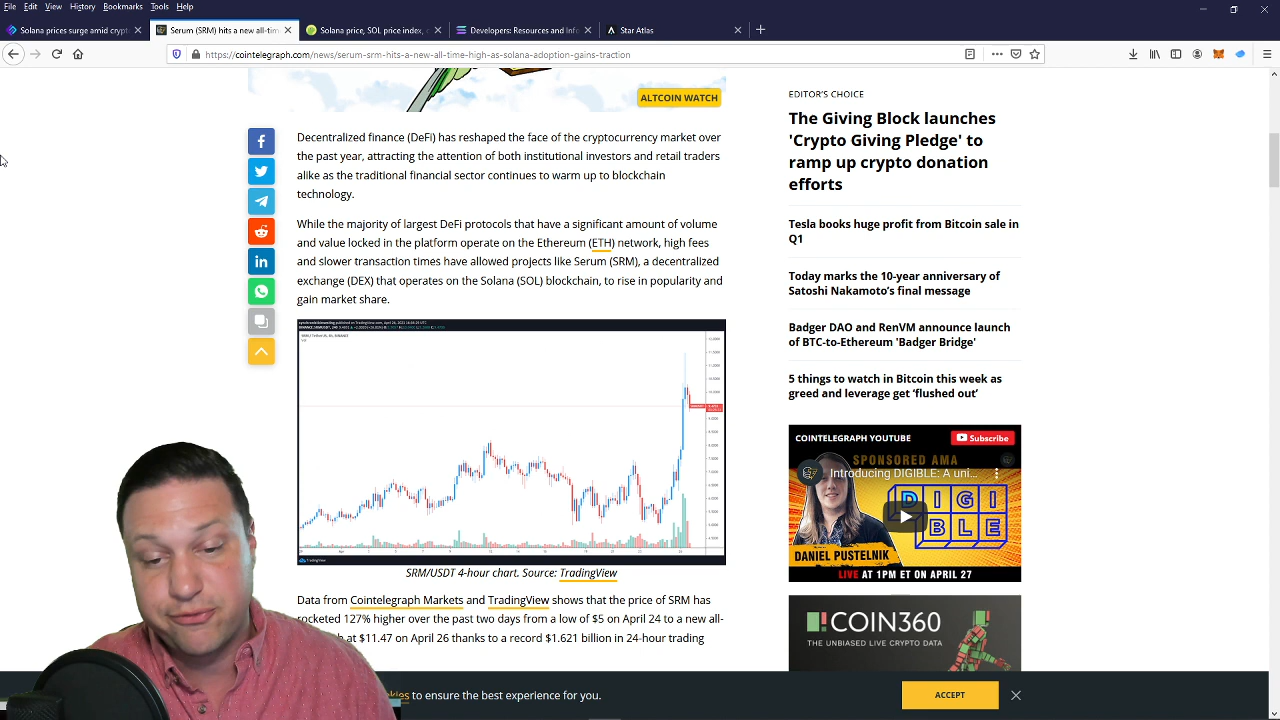 File Edit View History Bookmarks Tools Help
Solana prices surge amid crypt
Serum (SRM) hits a new all-tim
Solana price, SOL price index, c
Developers: Resources and Info
Star Atlas
https://cointelegraph.com/news/serum-srm-hits-a-new-all-time-high-as-solana-adoption-gains-traction
ALTCOIN WATCH
Decentralized finance (DeFi) has reshaped the face of the cryptocurrency market over
the past year, attracting the attention of both institutional investors and retail traders
alike as the traditional financial sector continues to warm up to blockchain
technology.
While the majority of largest DeFi protocols that have a significant amount of volume
and value locked in the platform operate on the Ethereum (ETH) network, high fees
and slower transaction times have allowed projects like Serum (SRM), a decentralized
exchange (DEX) that operates on the Solana (SOL) blockchain, to rise in popularity and
gain market share.
TradingView
SRM/USDT 4-hour chart. Source: TradingView
Data from Cointelegraph Markets and TradingView shows that the price of SRM has
rocketed 127% higher over the past two days from a low of $5 on April 24 to a new all-
at $11.47 on April 26 thanks to a record $1.621 billion in 24-hour trading
EDITOR'S CHOICE
The Giving Block launches
'Crypto Giving Pledge' to
ramp up crypto donation
efforts
Tesla books huge profit from Bitcoin sale in
Q1
Today marks the 10-year anniversary of
Satoshi Nakamoto's final message
Badger DAO and RenVM announce launch
of BTC-to-Ethereum 'Badger Bridge'
5 things to watch in Bitcoin this week as
greed and leverage get 'flushed out'
COINTELEGRAPH YOUTUBE
Subscribe
SPONSORED AMA
Introducing DIGIBLE: A uni...
DIGI
BLE
DANIEL PUSTELNIK
LIVE AT 1PM ET ON APRIL 27
COIN360
THE UNBIASED LIVE CRYPTO DATA
to ensure the best experience for you.
ACCEPT